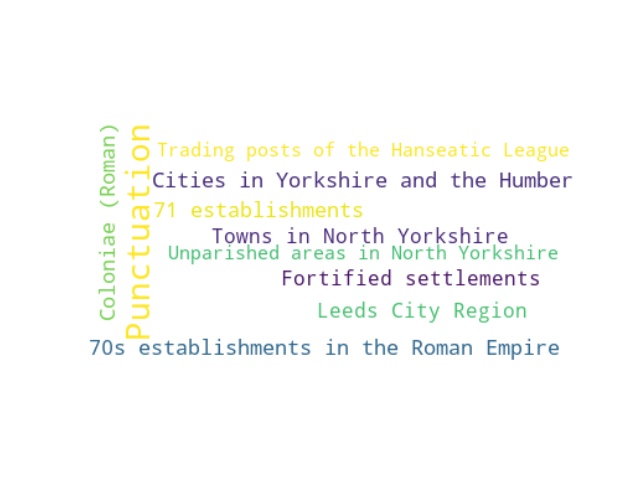 Coloniae (Roman)
Punctuation
Trading posts of the Hanseatic League
Cities in Yorkshire and the Humber
71 establishments
Towns in North Yorkshire
Unparished areas in North Yorkshire
Fortified settlements
Leeds City Region
70s establishments in the Roman Empire